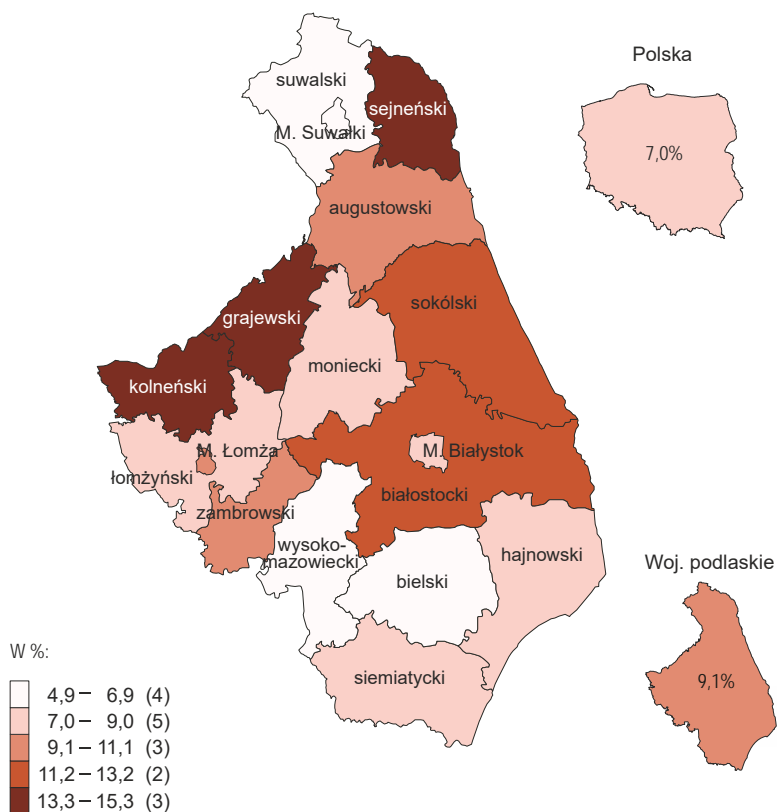 Polska
suwalski
sejneński
M. Suwałki
7,0%
augustowski
sokólski
grajewski
moniecki
kolneński
M. Łomża
M. Białystok
łomżyński
białostocki
zambrowski
wysoko-
mazowiecki
hajnowski
bielski
Woj. podlaskie
siemiatycki
9,1%
W %:
4,9 – 6,9 (4)
7,0 – 9,0 (5)
9,1 – 11,1 (3)
11,2 – 13,2 (2)
13,3 – 15,3 (3)